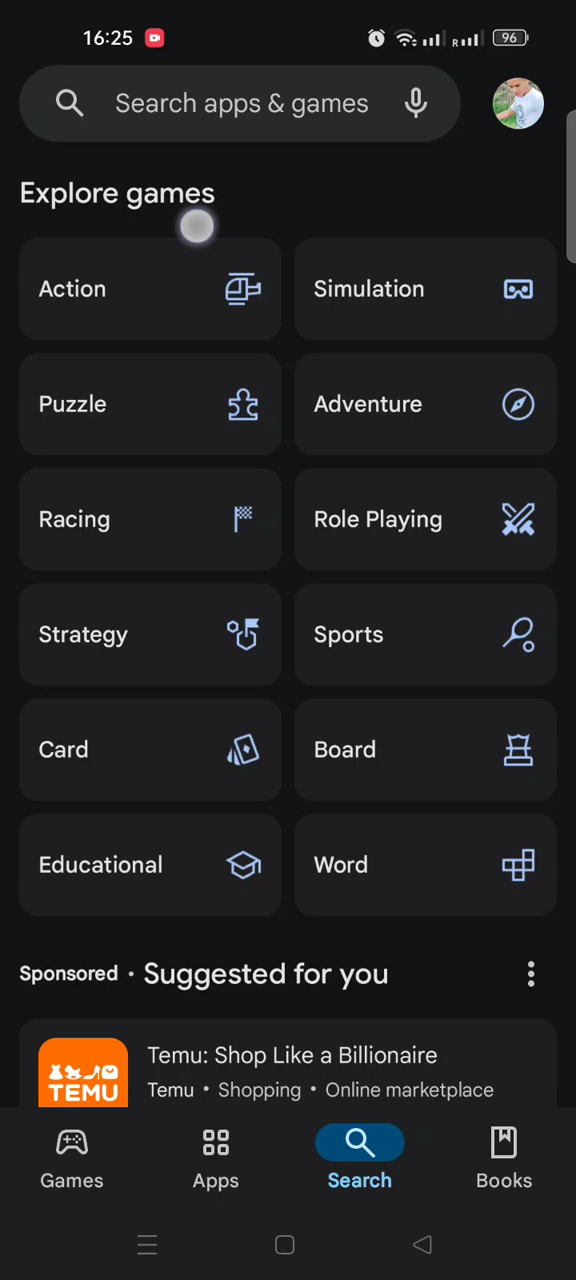 16:25
R
96
Search apps & games
Explore games
Action
Simulation
Puzzle
Adventure
Racing
Role Playing
Strategy
Sports
Card
Board
Educational
Word
Sponsored • Suggested for you
Temu: Shop Like a Billionaire
TEMU
Temu • Shopping • Online marketplace
Games
Apps
Search
Books